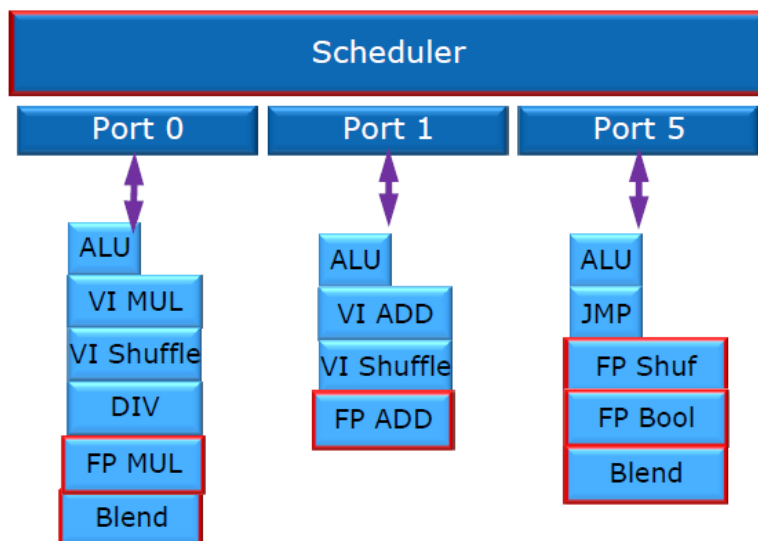 Scheduler
Port 0
Port 1
Port 5
ALU
VI MUL
VI Shuffle
DIV
FP MUL
Blend
ALU
VI ADD
VI Shuffle
FP ADD
ALU
JMP
FP Shuf
FP Bool
Blend